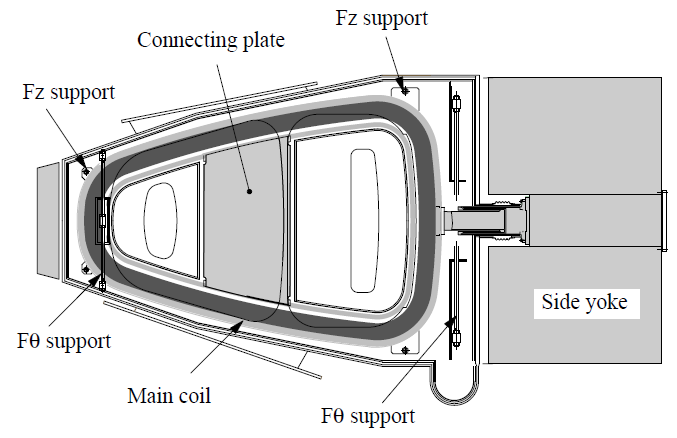 Fz support
Connecting plate
Fz support
Side yoke
Fθ support
Main coil
Fθ support